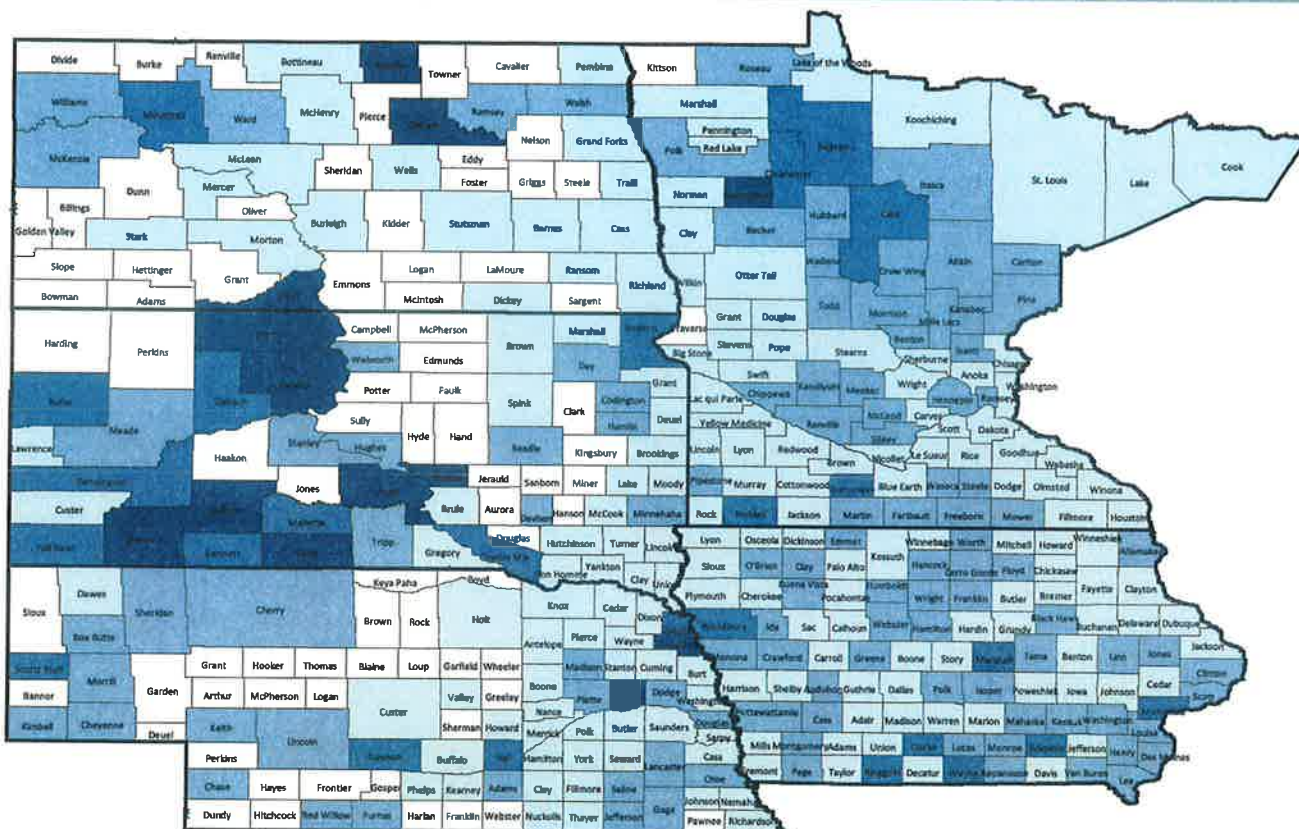 Divide Burke Renville Bottineau Towner Cavalier Pembina Kittson Roseau Lake of the Woods
Williams Mountrail Ward McHenry Pierce Ramsey Walsh Marshall Koochiching
McKenzie McLean Sheridan Wells Eddy Nelson Grand Forks Polk Pennington Red Lake
Dunn Mercer Oliver Foster Griggs Steele Traill Norman Itasca St. Louis Lake Cook
Billings Golden Valley Stark Morton Burleigh Kidder Stutsman Barnes Cass Clay Becker Hubbard Cass
Slope Hettinger Grant Emmons Logan LaMoure Ransom Richland Wilkin Otter Tail Wadena Crow Wing Aitkin Carlton
Bowman Adams McIntosh Dickey Sargent Todd Morrison Mille Lacs Kanabec Pine
Harding Perkins Campbell McPherson Brown Marshall Grant Douglas Benton Isanti
Walworth Edmunds Day Big Stone Stevens Pope Stearns Sherburne Anoka Chisago Washington
Butte Dewey Potter Faulk Spink Grant Swift Wright Hennepin Ramsey
Meade Sully Clark Codington Hamlin Deuel Lac qui Parle Chippewa Kandiyohi Meeker McLeod Carver
Lawrence Haakon Stanley Hughes Hyde Hand Beadle Kingsbury Brookings Yellow Medicine Renville Sibley Scott Dakota
Lincoln Lyon Redwood Brown Nicollet Le Sueur Rice Goodhue Wabasha
Pennington Jones Jerauld Sanborn Miner Lake Moody Pipestone Murray Cottonwood Blue Earth Waseca Steele Dodge Olmsted Winona
Custer Brule Aurora Hanson McCook Minnehaha Rock Jackson Martin Faribault Freeborn Mower Fillmore Houston
Fall River Bennett Mellette Tripp Gregory Douglas Hutchinson Turner Lincoln
Yankton Clay Union
Lyon Osceola Dickinson Emmet Kossuth Winnebago Worth Mitchell Howard Winneshiek Allamakee
Sioux O'Brien Clay Palo Alto Hancock Cerro Gordo Floyd Chickasaw
Plymouth Cherokee Buena Vista Pocahontas Humboldt Wright Franklin Butler Bremer Fayette Clayton
Woodbury Ida Sac Calhoun Webster Hamilton Hardin Grundy Black Hawk Buchanan Delaware Dubuque
Monona Crawford Carroll Greene Boone Story Marshall Tama Benton Linn Jones Jackson
Harrison Shelby Audubon Guthrie Dallas Polk Jasper Poweshiek Iowa Johnson Cedar Clinton Scott
Pottawattamie Cass Adair Madison Warren Marion Mahaska Keokuk Washington Louisa
Mills Montgomery Adams Union Clarke Lucas Monroe Wapello Jefferson Henry Des Moines
Fremont Page Taylor Ringgold Decatur Wayne Appanoose Davis Van Buren Lee
Sioux Dawes Sheridan Cherry Keya Paha Boyd Knox Cedar Dixon
Box Butte Brown Rock Holt Antelope Pierce Wayne
Scotts Bluff Morrill Garden Grant Hooker Thomas Blaine Loup Garfield Wheeler Madison Stanton Cuming Burt
Banner Arthur McPherson Logan Custer Valley Greeley Boone Nance Platte Dodge Washington
Kimball Cheyenne Deuel Keith Lincoln Sherman Howard Merrick Polk Butler Saunders Douglas Sarpy
Perkins Dawson Buffalo Hall Hamilton York Seward Lancaster Cass Otoe
Chase Hayes Frontier Gosper Phelps Kearney Adams Clay Fillmore Saline Gage Johnson Nemaha
Dundy Hitchcock Red Willow Furnas Harlan Franklin Webster Nuckolls Thayer Jefferson Pawnee Richardson